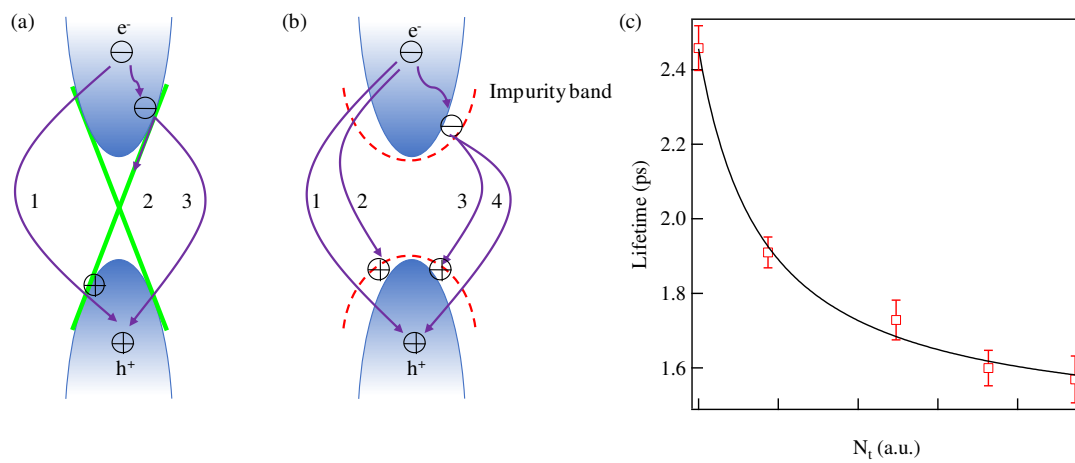 (a)
e⁻
1
2
3
h⁺
(b)
e⁻
Impurity band
1
2
3
4
h⁺
(c)
Lifetime (ps)
2.4
2.2
2.0
1.8
1.6
Nₜ (a.u.)